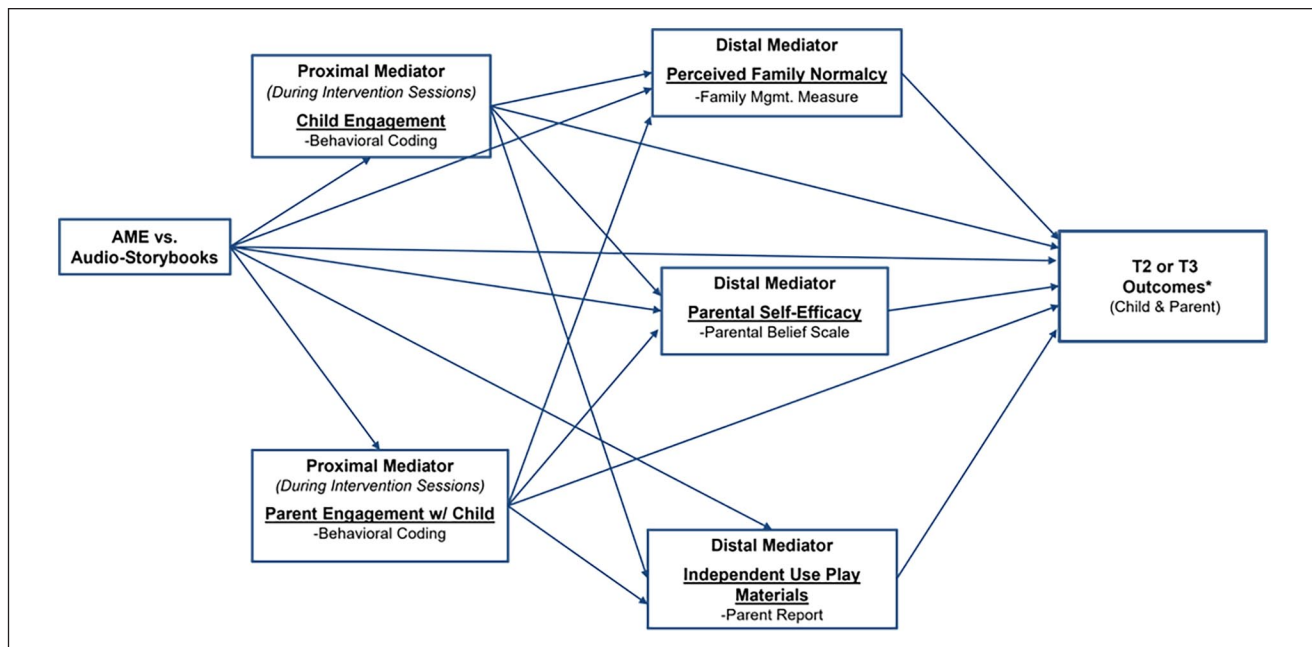 Proximal Mediator
(During Intervention Sessions)
Child Engagement
-Behavioral Coding
Distal Mediator
Perceived Family Normalcy
-Family Mgmt. Measure
AME vs.
Audio-Storybooks
Distal Mediator
Parental Self-Efficacy
-Parental Belief Scale
T2 or T3
Outcomes*
(Child & Parent)
Proximal Mediator
(During Intervention Sessions)
Parent Engagement w/ Child
-Behavioral Coding
Distal Mediator
Independent Use Play
Materials
-Parent Report